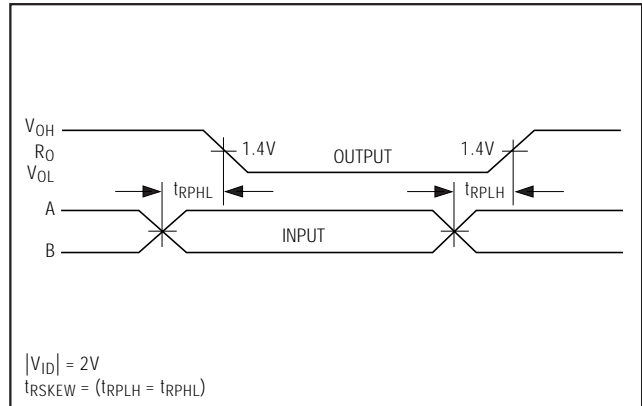 VOH
RO
VOL
1.4V
OUTPUT
1.4V
tRPHL
tRPLH
A
INPUT
B
|VID| = 2V
tRSKEW = (tRPLH = tRPHL)